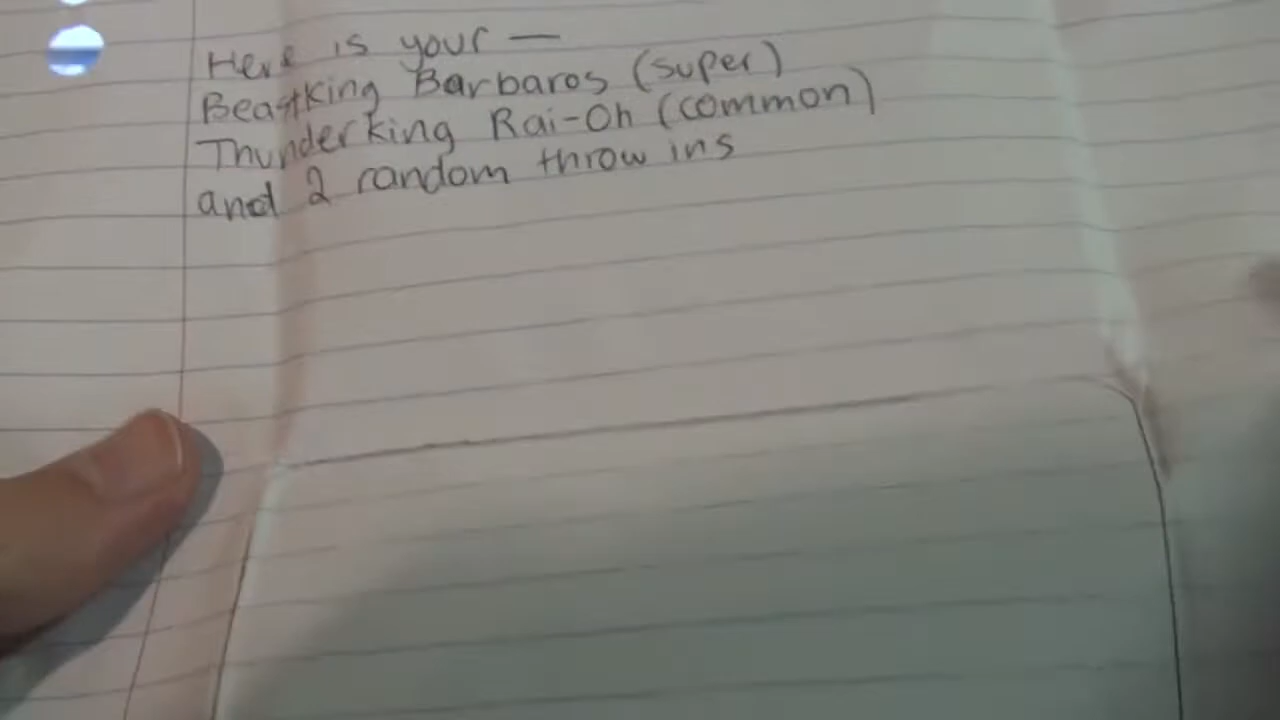 Here is your —
Beastking Barbaros (super)
Thunderking Rai-Oh (common)
and 2 random throw ins